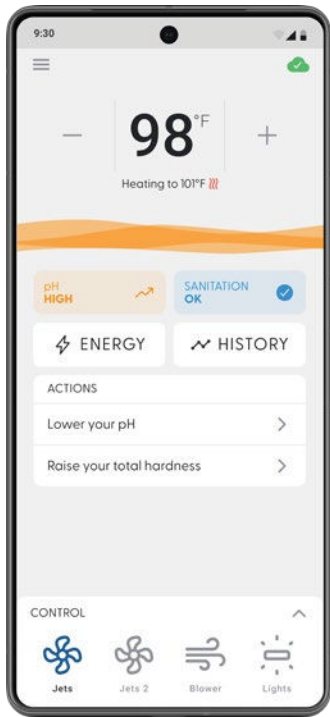 9:30
98°F
Heating to 101°F
pH
HIGH
SANITATION
OK
ENERGY
HISTORY
ACTIONS
Lower your pH
Raise your total hardness
CONTROL
Jets
Jets 2
Blower
Lights